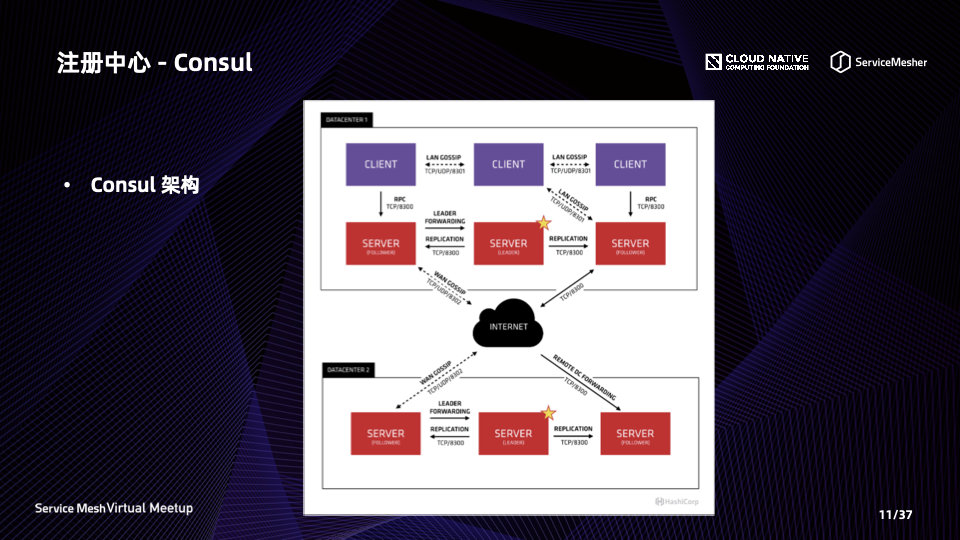 注册中心 - Consul
CLOUD NATIVE
COMPUTING FOUNDATION
ServiceMesher
• Consul 架构
DATACENTER 1
CLIENT
LAN GOSSIP
TCP/UDP/8301
CLIENT
LAN GOSSIP
TCP/UDP/8301
CLIENT
RPC
TCP/8300
LAN GOSSIP
TCP/UDP/8301
RPC
TCP/8300
SERVER
(FOLLOWER)
LEADER
FORWARDING
REPLICATION
TCP/8300
SERVER
(LEADER)
REPLICATION
TCP/8300
SERVER
(FOLLOWER)
WAN GOSSIP
TCP/UDP/8302
TCP/8300
INTERNET
WAN GOSSIP
TCP/UDP/8302
REMOTE DC FORWARDING
TCP/8300
DATACENTER 2
SERVER
(FOLLOWER)
LEADER
FORWARDING
REPLICATION
TCP/8300
SERVER
(LEADER)
REPLICATION
TCP/8300
SERVER
(FOLLOWER)
HashiCorp
Service Mesh Virtual Meetup
11/37